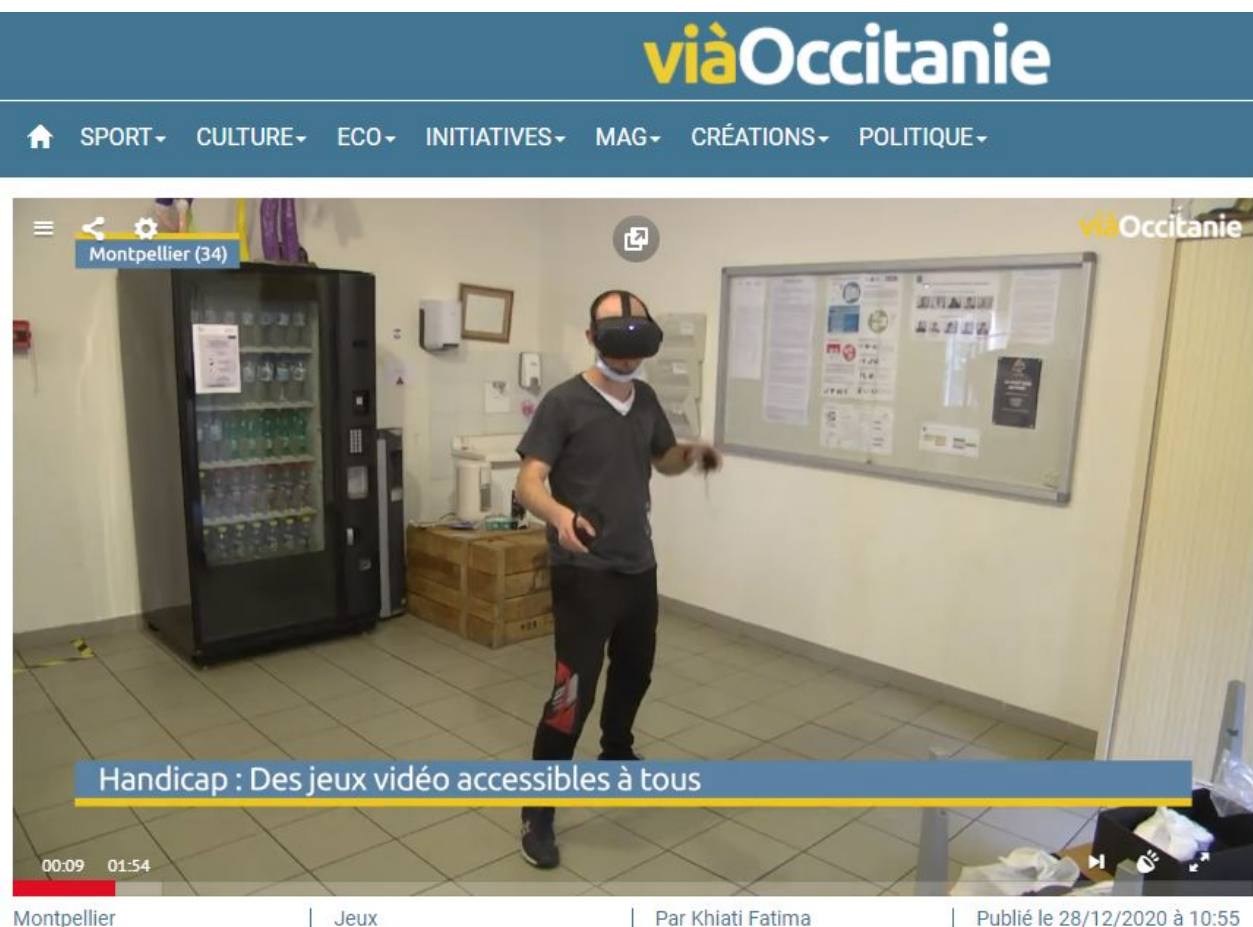 viàOccitanie
SPORT CULTURE ECO INITIATIVES MAG CRÉATIONS POLITIQUE
viàOccitanie
Montpellier (34)
Handicap : Des jeux vidéo accessibles à tous
00:09 01:54
Montpellier | Jeux | Par Khiati Fatima | Publié le 28/12/2020 à 10:55